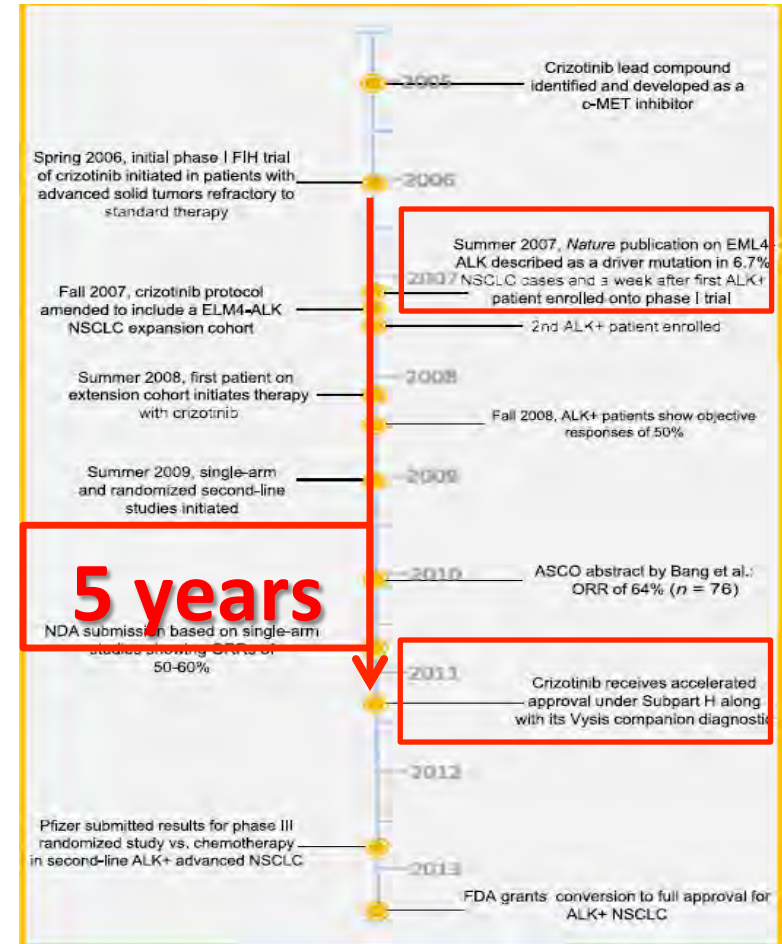 2005
Crizotinib lead compound
identified and developed as a
c-MET inhibitor
Spring 2006, initial phase I FIH trial
of crizotinib initiated in patients with
advanced solid tumors refractory to
standard therapy
2006
Summer 2007, Nature publication on EML4-
ALK described as a driver mutation in 6.7%
NSCLC cases and a week after first ALK+
patient enrolled onto phase I trial
2007
Fall 2007, crizotinib protocol
amended to include a ELM4-ALK
NSCLC expansion cohort
2nd ALK+ patient enrolled
Summer 2008, first patient on
extension cohort initiates therapy
with crizotinib
2008
Fall 2008, ALK+ patients show objective
responses of 50%
Summer 2009, single-arm
and randomized second-line
studies initiated
2009
5 years
2010
ASCO abstract by Bang et al.:
ORR of 64% (n = 76)
NDA submission based on single-arm
studies showing ORRs of
50-60%
2011
Crizotinib receives accelerated
approval under Subpart H along
with its Vysis companion diagnostic
2012
Pfizer submitted results for phase III
randomized study vs. chemotherapy
in second-line ALK+ advanced NSCLC
2013
FDA grants conversion to full approval for
ALK+ NSCLC